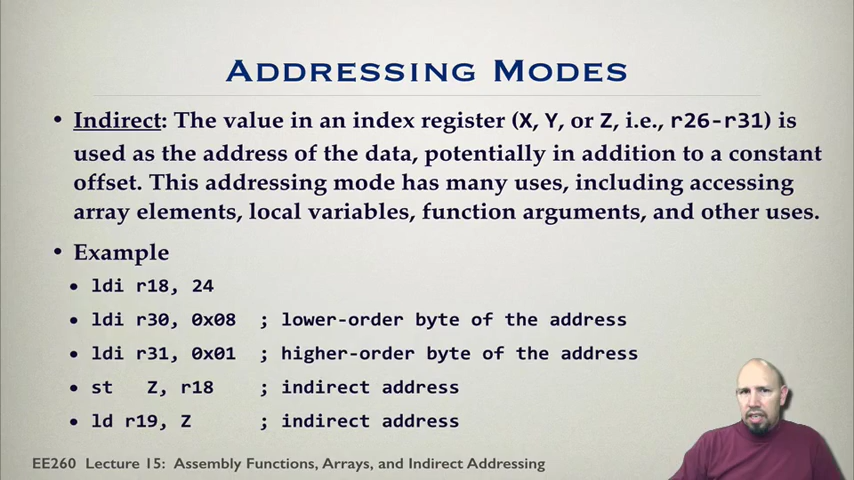 Addressing Modes
• Indirect: The value in an index register (X, Y, or Z, i.e., r26-r31) is
used as the address of the data, potentially in addition to a constant
offset. This addressing mode has many uses, including accessing
array elements, local variables, function arguments, and other uses.
• Example
• ldi r18, 24
• ldi r30, 0x08 ; lower-order byte of the address
• ldi r31, 0x01 ; higher-order byte of the address
• st Z, r18 ; indirect address
• ld r19, Z ; indirect address
EE260 Lecture 15: Assembly Functions, Arrays, and Indirect Addressing